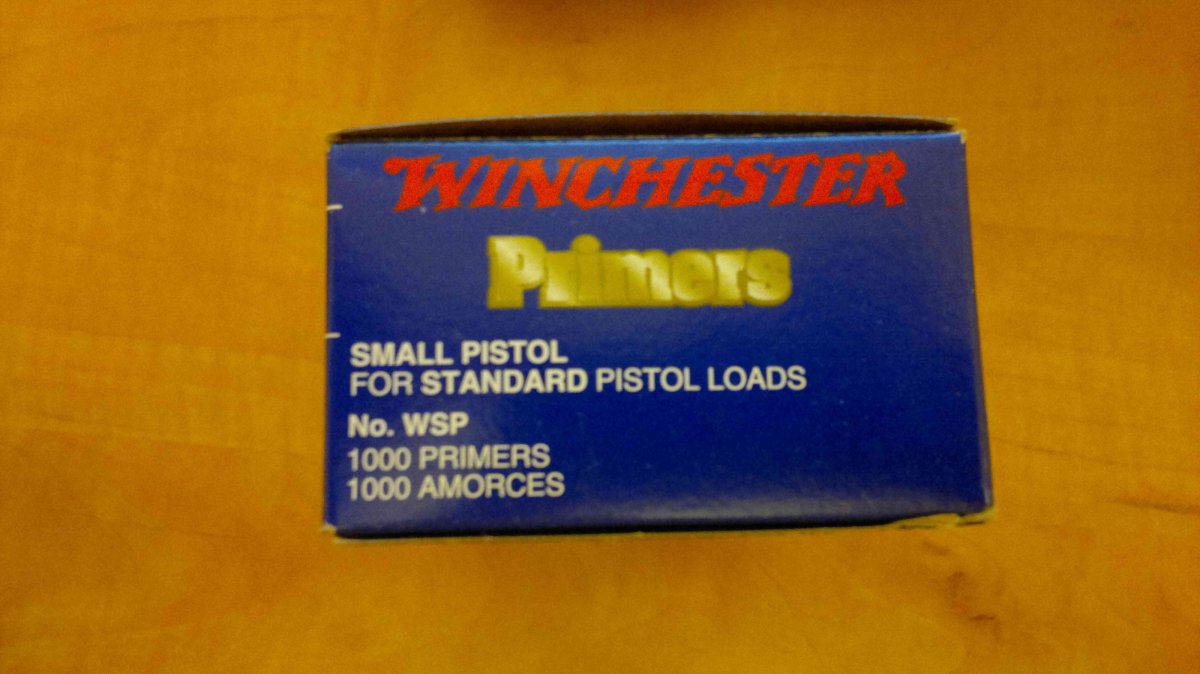 WINCHESTER
Primers
SMALL PISTOL
FOR STANDARD PISTOL LOADS
No. WSP
1000 PRIMERS
1000 AMORCES